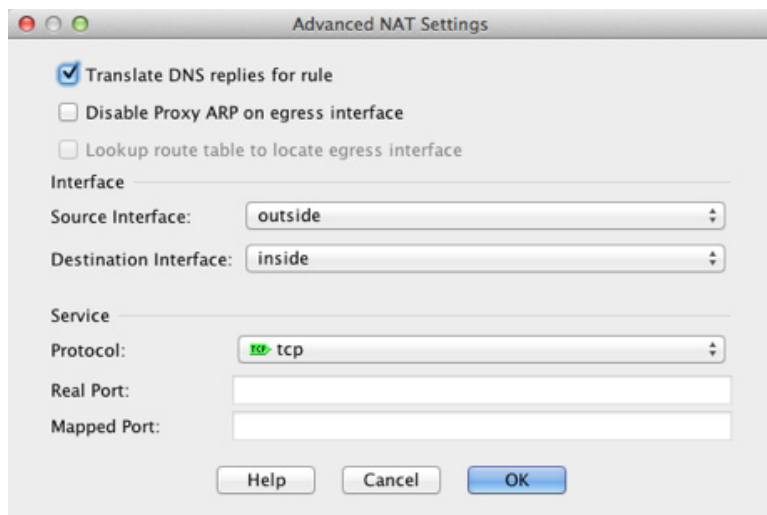 Advanced NAT Settings
Translate DNS replies for rule
Disable Proxy ARP on egress interface
Lookup route table to locate egress interface
Interface
Source Interface: outside
Destination Interface: inside
Service
Protocol: TCP tcp
Real Port:
Mapped Port:
Help Cancel OK